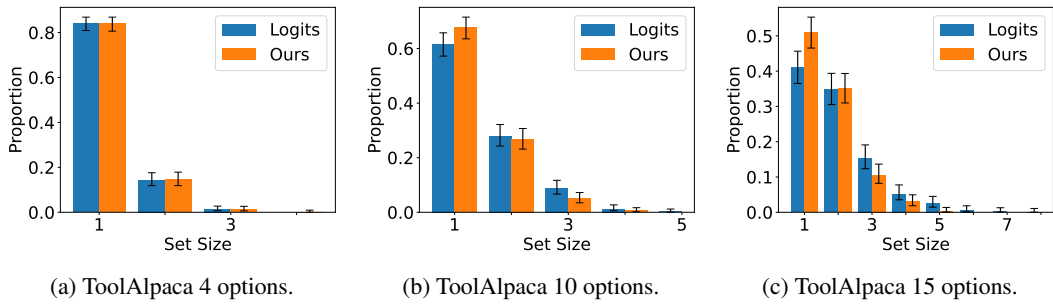 Proportion
0.8
0.6
0.4
0.2
0.0
1
3
Set Size
Logits
Ours
(a) ToolAlpaca 4 options.
Proportion
0.6
0.4
0.2
0.0
1
3
5
Set Size
Logits
Ours
(b) ToolAlpaca 10 options.
Proportion
0.5
0.4
0.3
0.2
0.1
0.0
1
3
5
7
Set Size
Logits
Ours
(c) ToolAlpaca 15 options.